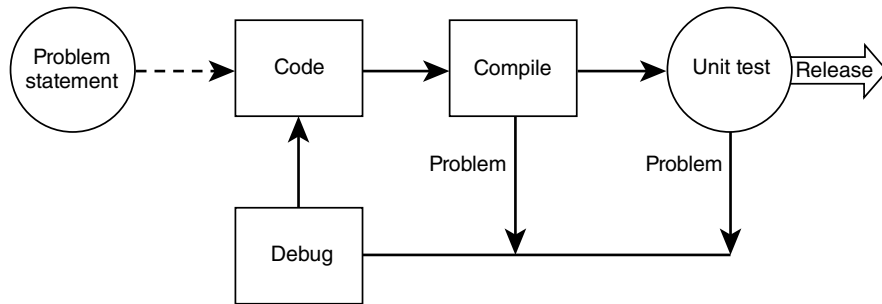 Problem
statement
Code
Compile
Unit test
Release
Problem
Problem
Debug